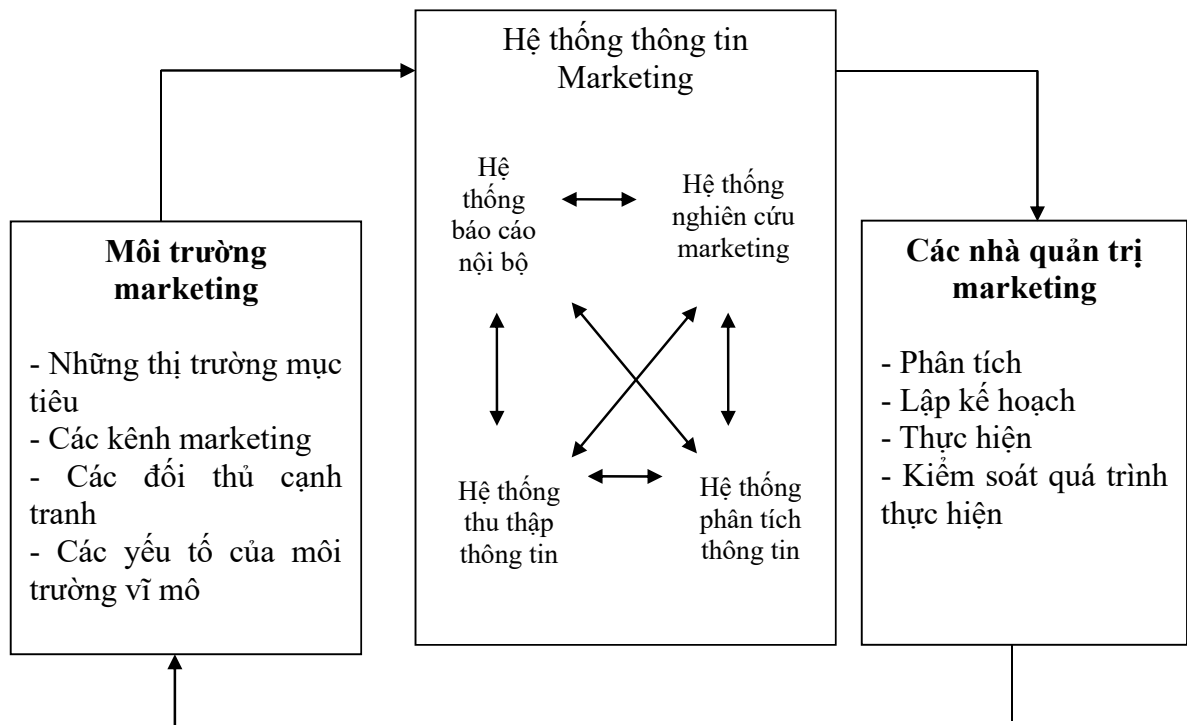 Hệ thống thông tin
Marketing
Hệ
thống
báo cáo
nội bộ
Hệ thống
nghiên cứu
marketing
Hệ thống
thu thập
thông tin
Hệ thống
phân tích
thông tin
Môi trường
marketing
- Những thị trường mục
tiêu
- Các kênh marketing
- Các đối thủ cạnh
tranh
- Các yếu tố của môi
trường vĩ mô
Các nhà quản trị
marketing
- Phân tích
- Lập kế hoạch
- Thực hiện
- Kiểm soát quá trình
thực hiện